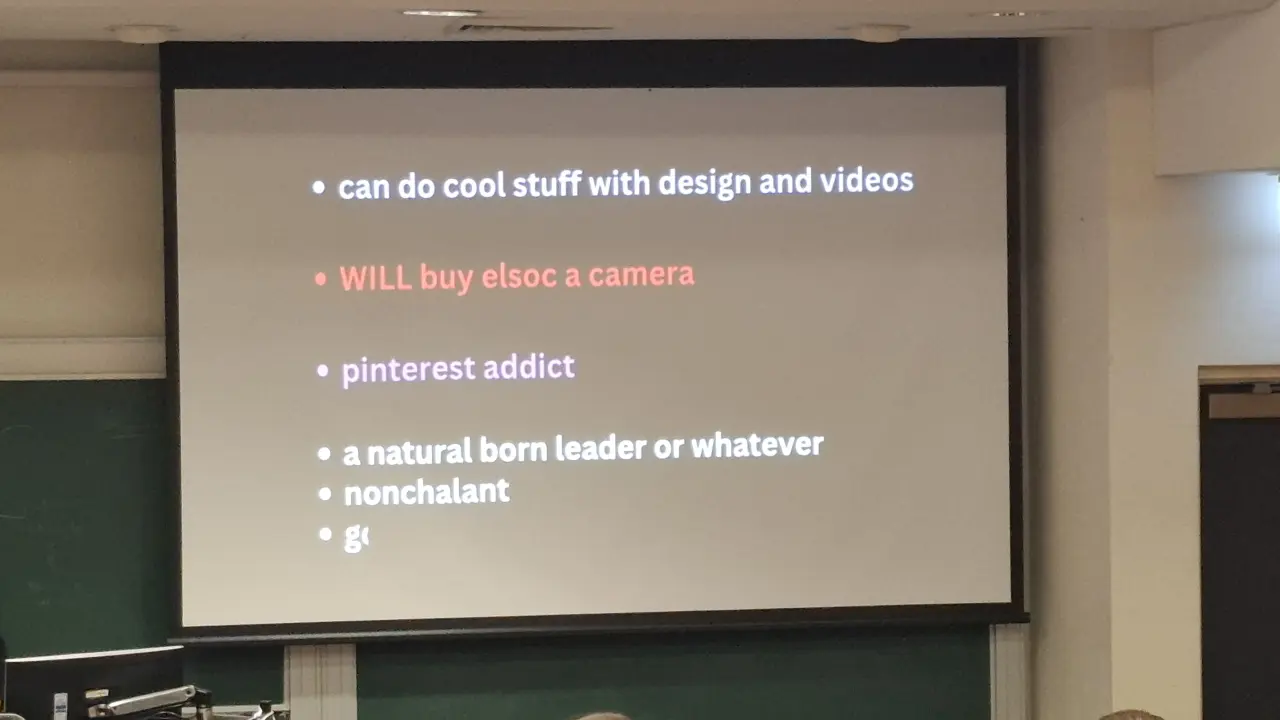 • can do cool stuff with design and videos
• WILL buy elsoc a camera
• pinterest addict
• a natural born leader or whatever
• nonchalant